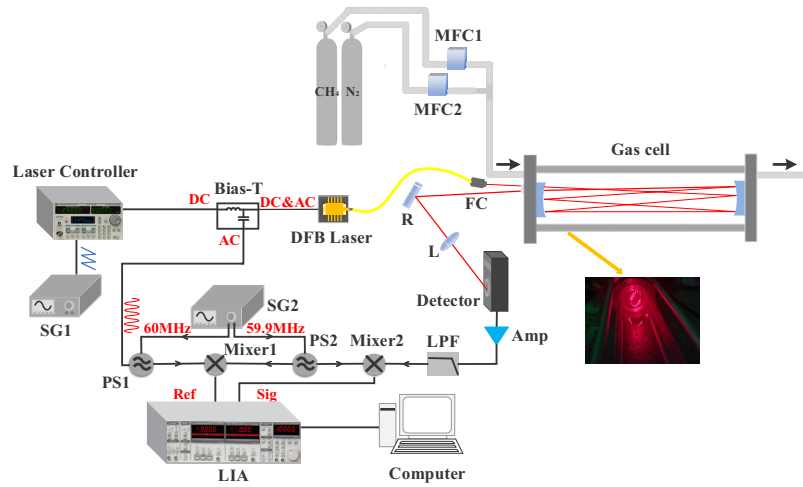 MFC1
CH₄
N₂
MFC2
Gas cell
Laser Controller
Bias-T
DC
DC&AC
FC
R
AC
DFB Laser
L
SG1
SG2
Detector
60MHz
59.9MHz
Mixer1
PS2
Mixer2
LPF
Amp
PS1
Ref
Sig
LIA
Computer